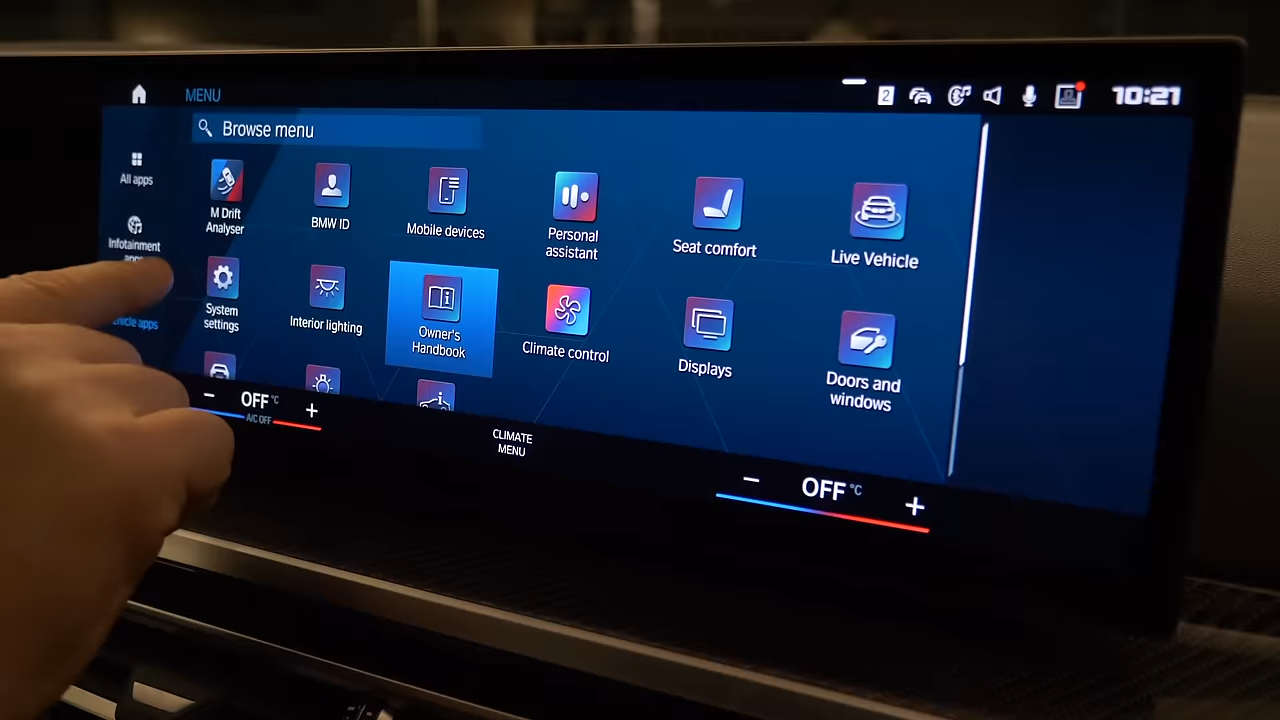 MENU
2
10:21
Browse menu
All apps
Infotainment
M Drift
Analyser
BMW ID
Mobile devices
Personal
assistant
Seat comfort
Live Vehicle
System
settings
Interior lighting
Owner's
Handbook
Climate control
Displays
Doors and
windows
apps
- OFF °C +
A/C OFF
CLIMATE
MENU
- OFF °C +